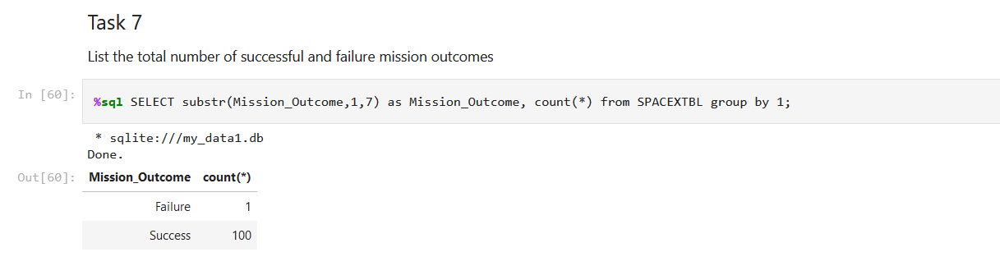 Task 7
List the total number of successful and failure mission outcomes
In [60]: %sql SELECT substr(Mission_Outcome,1,7) as Mission_Outcome, count(*) from SPACEXTBL group by 1;
* sqlite:///my_data1.db
Done.
Out[60]: Mission_Outcome count(*)
Failure 1
Success 100